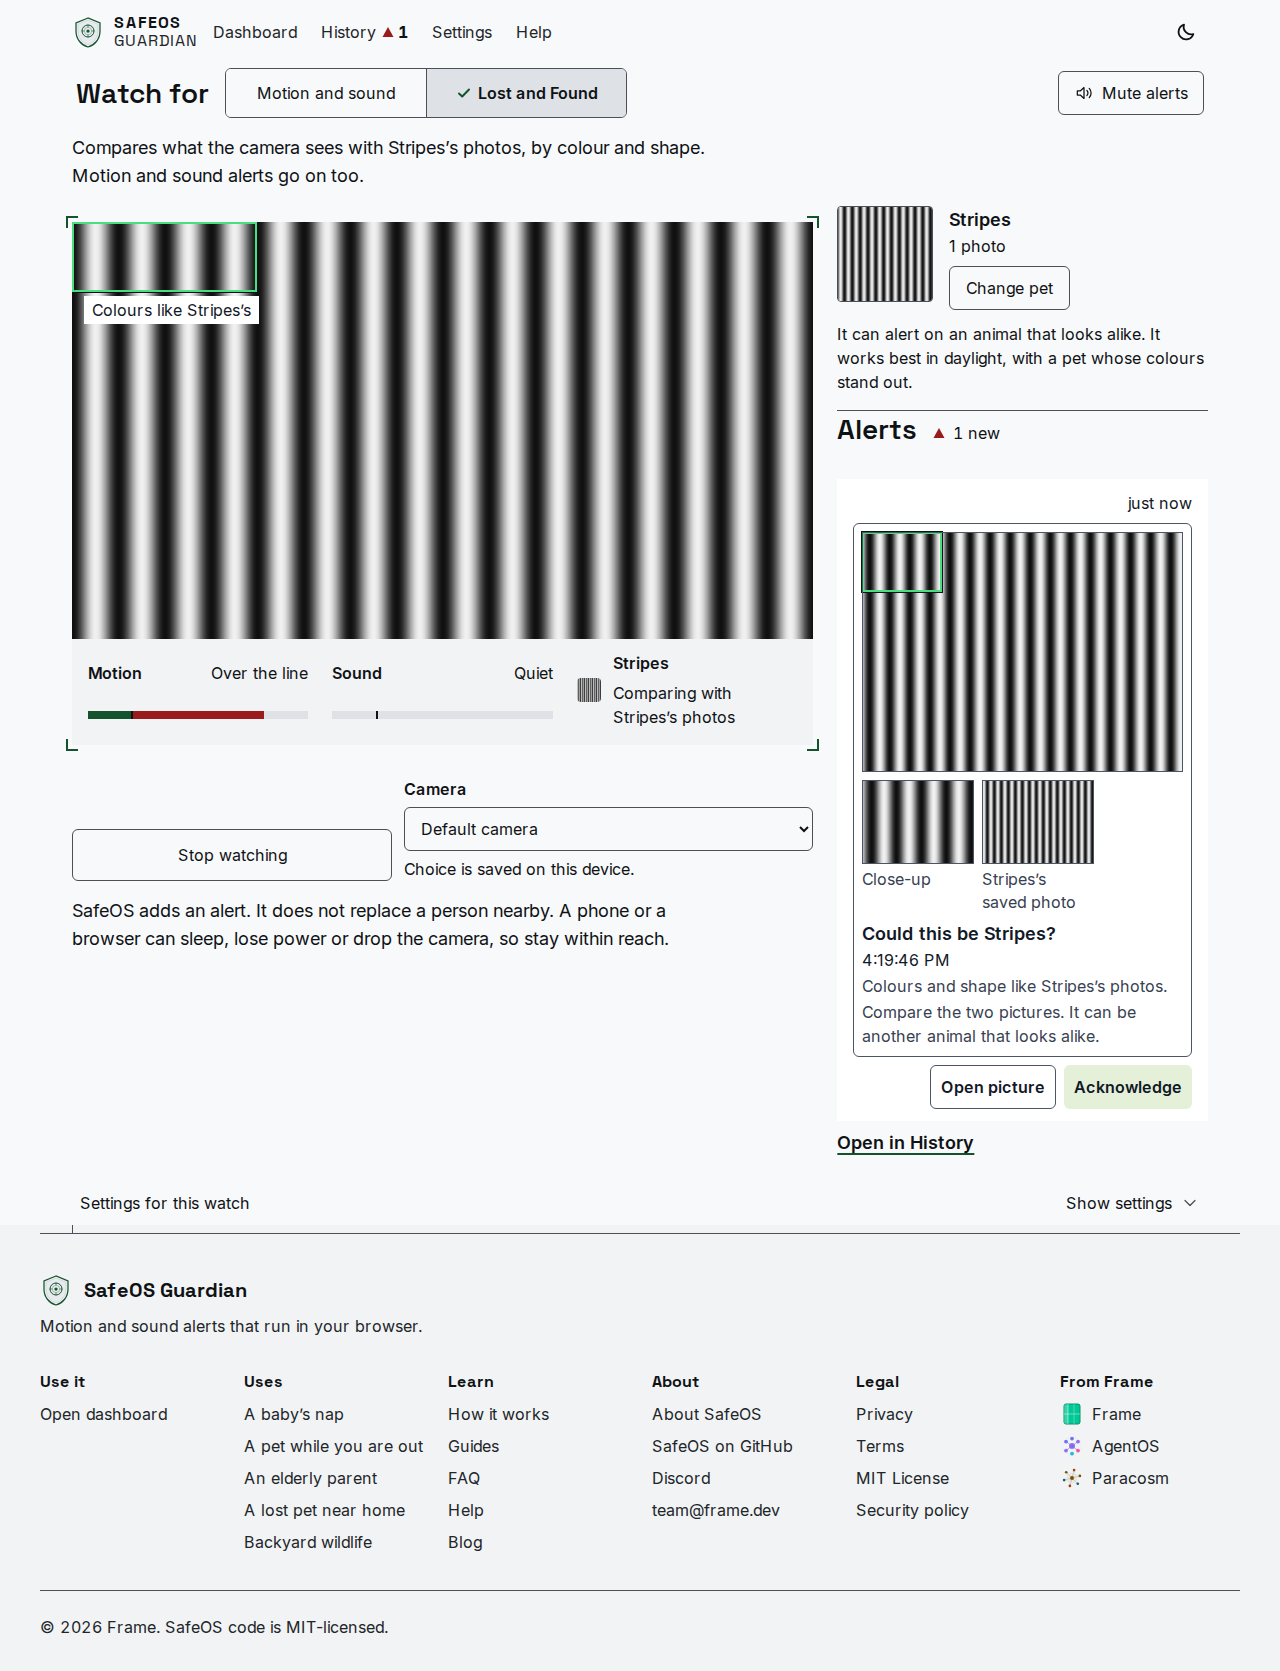 SAFEOS
GUARDIAN
Dashboard
History 1
Settings
Help
Watch for
Motion and sound
Lost and Found
Mute alerts
Compares what the camera sees with Stripes’s photos, by colour and shape.
Motion and sound alerts go on too.
Colours like Stripes’s
Motion
Over the line
Sound
Quiet
Stripes
Comparing with
Stripes’s photos
Camera
Default camera
Stop watching
Choice is saved on this device.
SafeOS adds an alert. It does not replace a person nearby. A phone or a
browser can sleep, lose power or drop the camera, so stay within reach.
Stripes
1 photo
Change pet
It can alert on an animal that looks alike. It
works best in daylight, with a pet whose colours
stand out.
Alerts
1 new
just now
Close-up
Stripes’s
saved photo
Could this be Stripes?
4:19:46 PM
Colours and shape like Stripes’s photos.
Compare the two pictures. It can be
another animal that looks alike.
Open picture
Acknowledge
Open in History
Settings for this watch
Show settings
SafeOS Guardian
Motion and sound alerts that run in your browser.
Use it
Open dashboard
Uses
A baby’s nap
A pet while you are out
An elderly parent
A lost pet near home
Backyard wildlife
Learn
How it works
Guides
FAQ
Help
Blog
About
About SafeOS
SafeOS on GitHub
Discord
team@frame.dev
Legal
Privacy
Terms
MIT License
Security policy
From Frame
Frame
AgentOS
Paracosm
© 2026 Frame. SafeOS code is MIT-licensed.